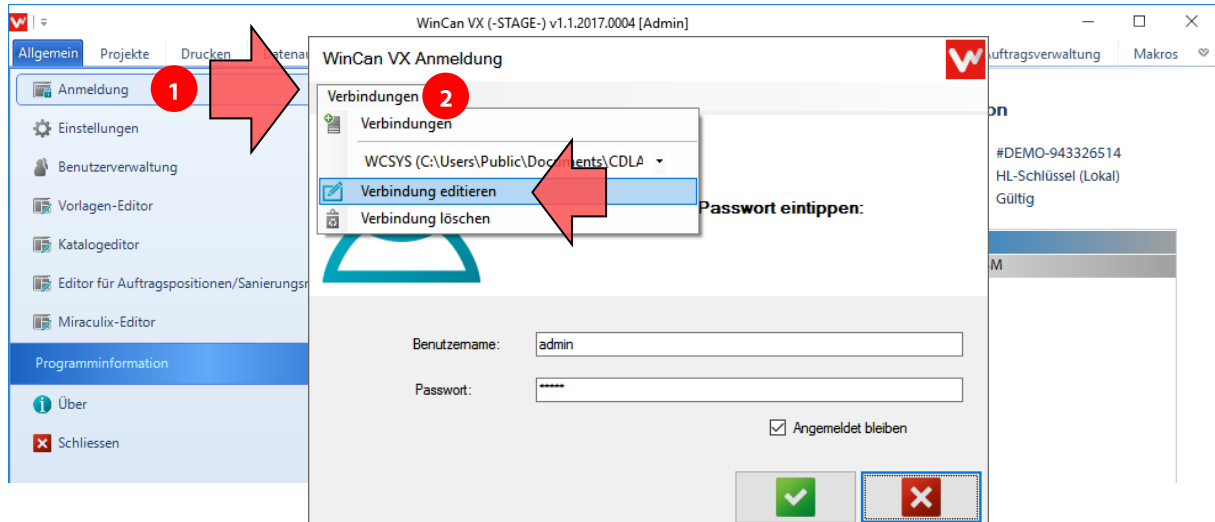 WinCan VX (-STAGE-) v1.1.2017.0004 [Admin]
Allgemein Projekte Drucken Auftragsverwaltung Makros
Anmeldung
1
Einstellungen
Benutzerverwaltung
Vorlagen-Editor
Katalogeditor
Editor für Auftragspositionen/Sanierungsr
Miraculix-Editor
Programminformation
Über
Schliessen
WinCan VX Anmeldung
Verbindungen
2
Verbindungen
WCSYS (C:\Users\Public\Documents\CDLA
Verbindung editieren
Verbindung löschen
Passwort eintippen:
Benutzername: admin
Passwort: *****
Angemeldet bleiben
on
#DEMO-943326514
HL-Schlüssel (Lokal)
Gültig
M